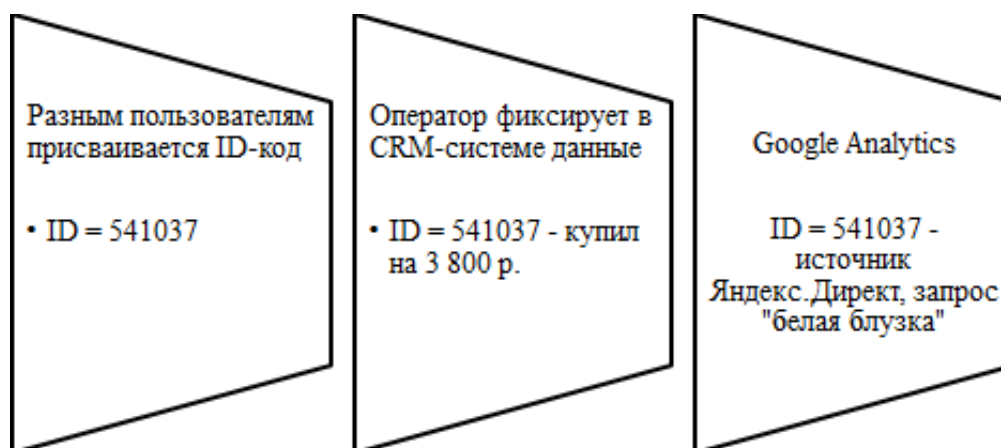 Разным пользователям
присваивается ID-код
• ID = 541037
Оператор фиксирует в
CRM-системе данные
• ID = 541037 - купил
на 3 800 р.
Google Analytics
ID = 541037 -
источник
Яндекс.Директ, запрос
"белая блузка"